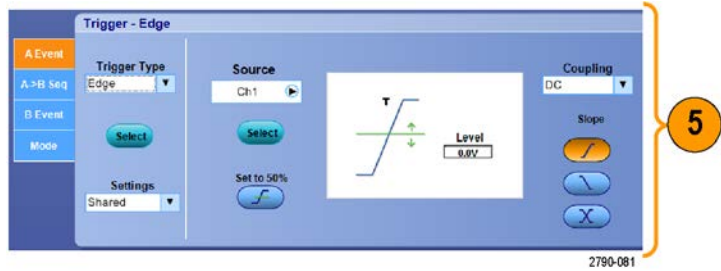 Trigger - Edge
A Event
A->B Seq
B Event
Mode
Trigger Type
Edge
Select
Settings
Shared
Source
Ch1
Select
Set to 50%
T
Level
0.0V
Coupling
DC
Slope
5
2790-081